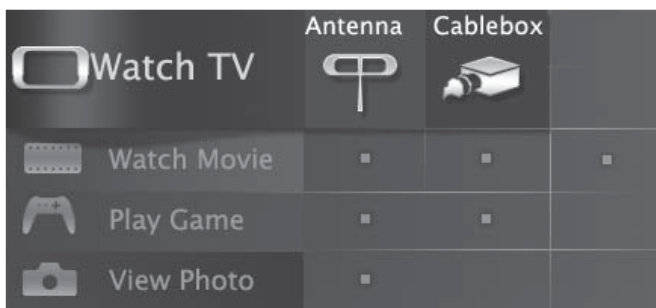 Antenna Cablebox
Watch TV
Watch Movie
Play Game
View Photo